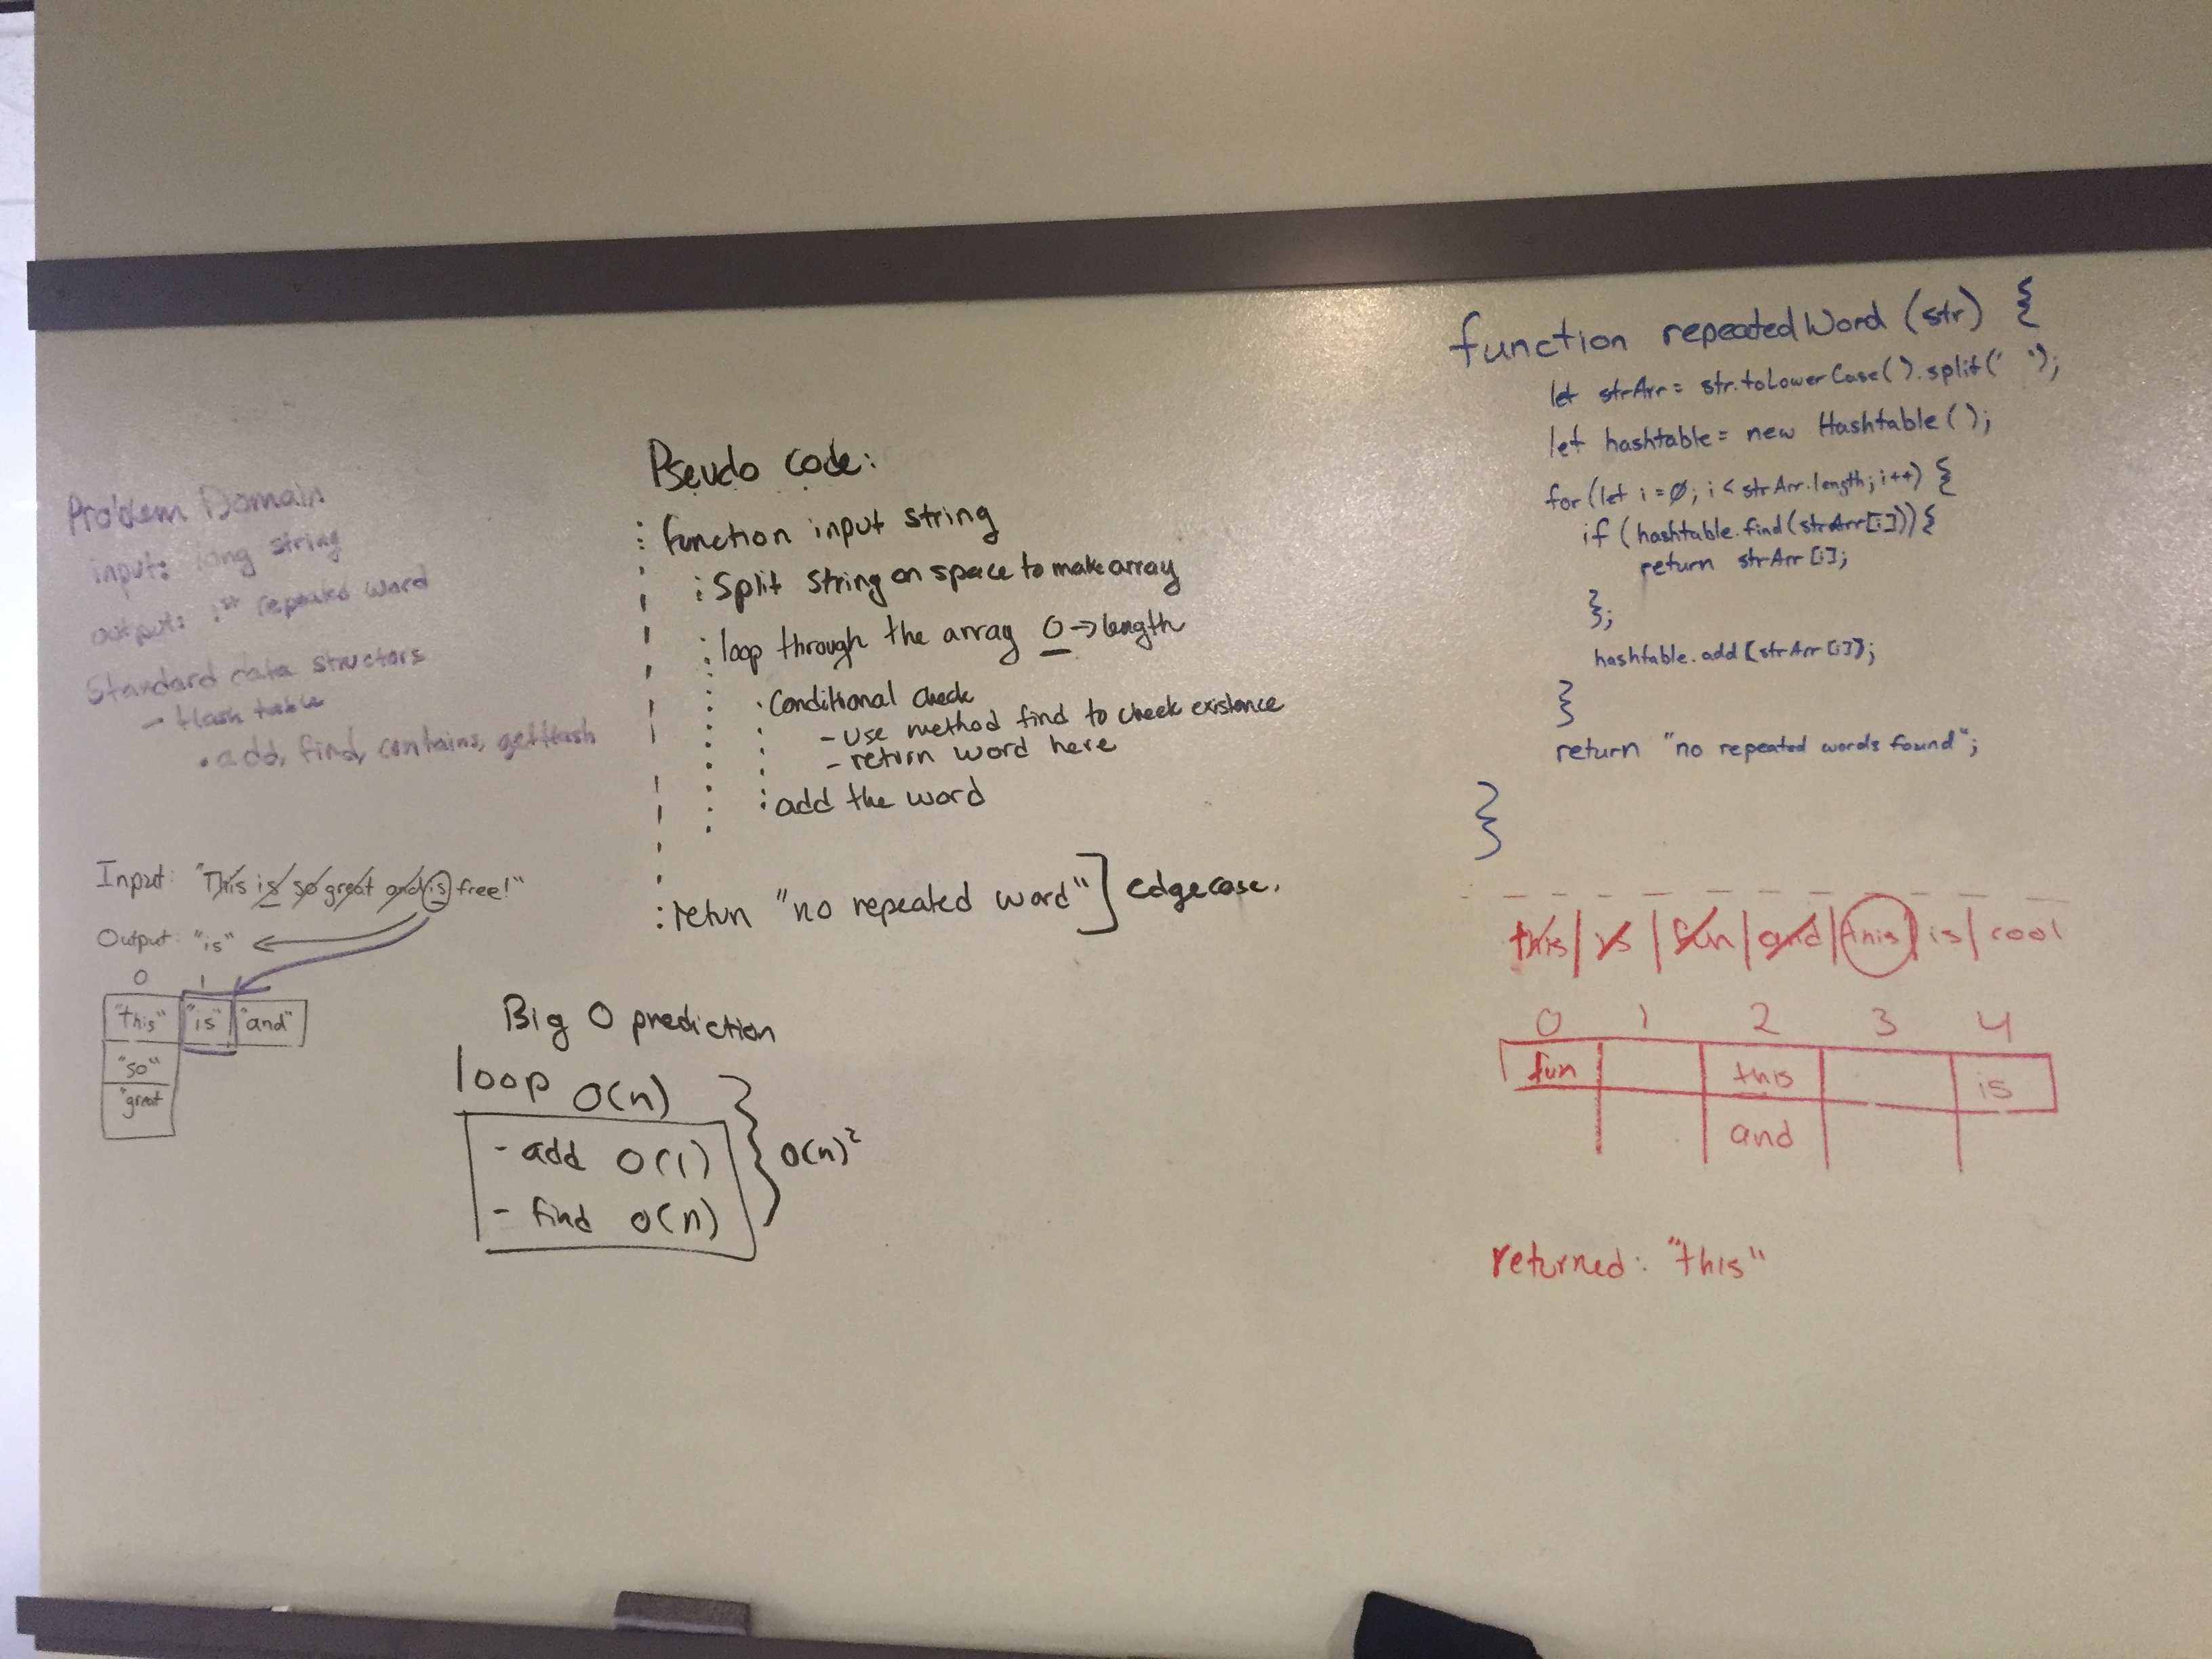 Problem Domain
input: long string
output: 1st repeated word
Standard data structors
- Hash table
• add, find, contains, getHash
Input: "This is so great and is free!"
Output: "is"
0 1
"this" "is" "and"
"so"
"great
Pseudo code:
function input string
Split string on space to make array
loop through the array 0 → length
Conditional check
- Use method find to check existence
- return word here
add the word
retun "no repeated word" ] edgecase.
Big O prediction
loop O(n)
- add O(1)
- find O(n)
} O(n)²
function repeatedWord (str) {
let strArr = str.toLowerCase().split(' ');
let hashtable = new Hashtable();
for (let i = 0; i < strArr.length; i++) {
if (hashtable.find(strArr[i])) {
return strArr[i];
};
hashtable.add[strArr[i]);
}
return "no repeated words found";
}
this | is | fun | and | this | is | cool
0 1 2 3 4
fun this is
and
returned: "this"